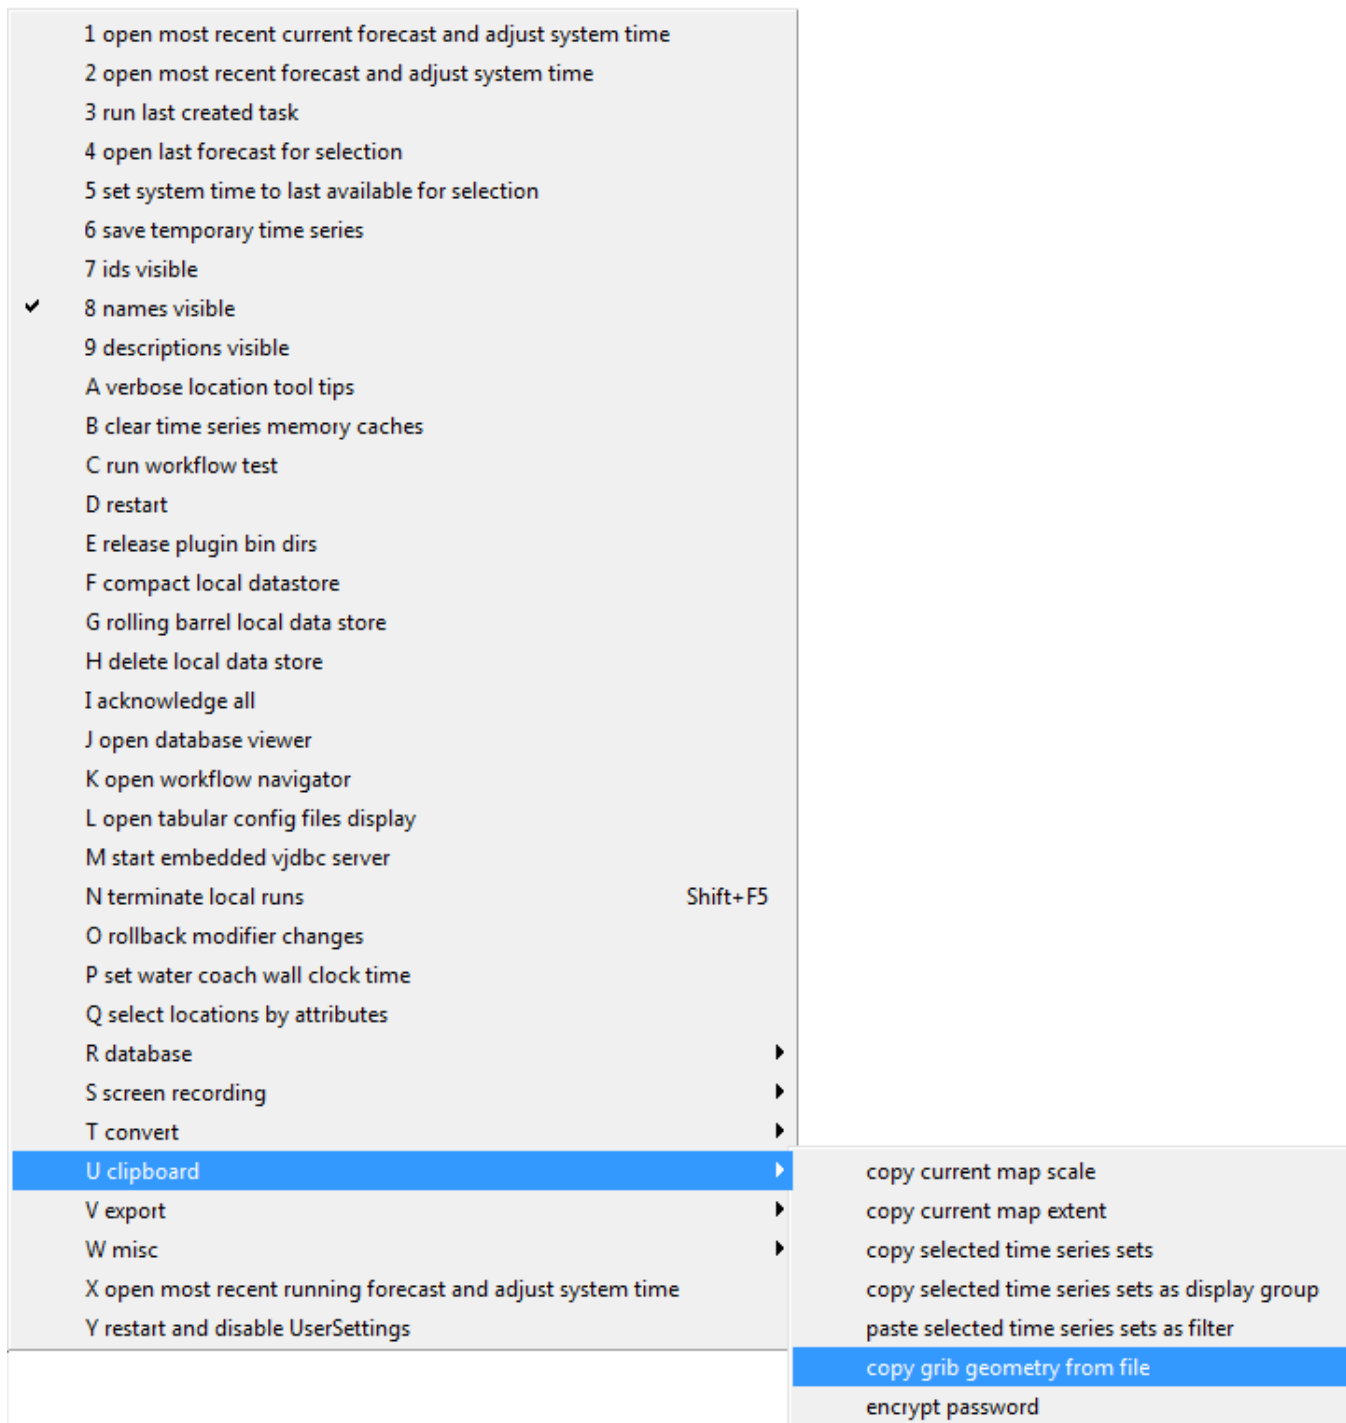 1 open most recent current forecast and adjust system time
2 open most recent forecast and adjust system time
3 run last created task
4 open last forecast for selection
5 set system time to last available for selection
6 save temporary time series
7 ids visible
8 names visible
9 descriptions visible
A verbose location tool tips
B clear time series memory caches
C run workflow test
D restart
E release plugin bin dirs
F compact local datastore
G rolling barrel local data store
H delete local data store
I acknowledge all
J open database viewer
K open workflow navigator
L open tabular config files display
M start embedded vjdbc server
N terminate local runs Shift+F5
O rollback modifier changes
P set water coach wall clock time
Q select locations by attributes
R database
S screen recording
T convert
U clipboard
V export
W misc
X open most recent running forecast and adjust system time
Y restart and disable UserSettings
copy current map scale
copy current map extent
copy selected time series sets
copy selected time series sets as display group
paste selected time series sets as filter
copy grib geometry from file
encrypt password